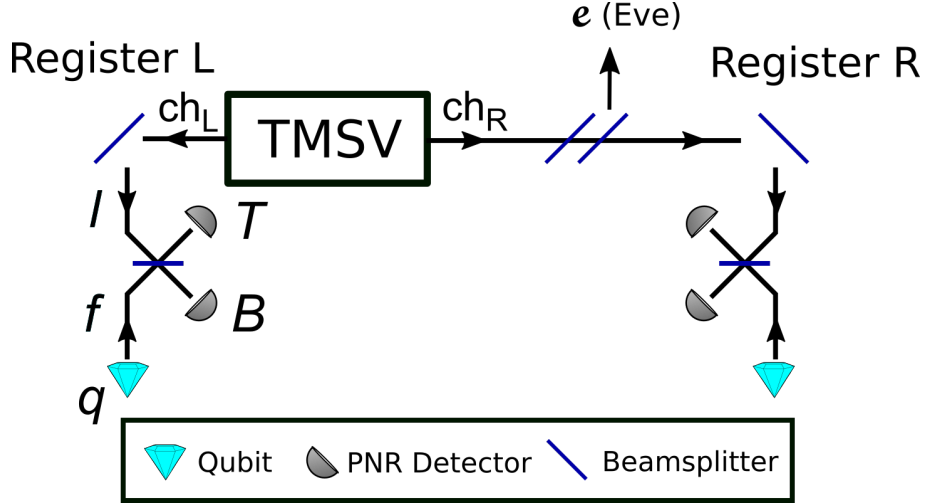 e (Eve)
Register L
Register R
ch_L
TMSV
ch_R
l
T
f
B
q
Qubit
PNR Detector
Beamsplitter